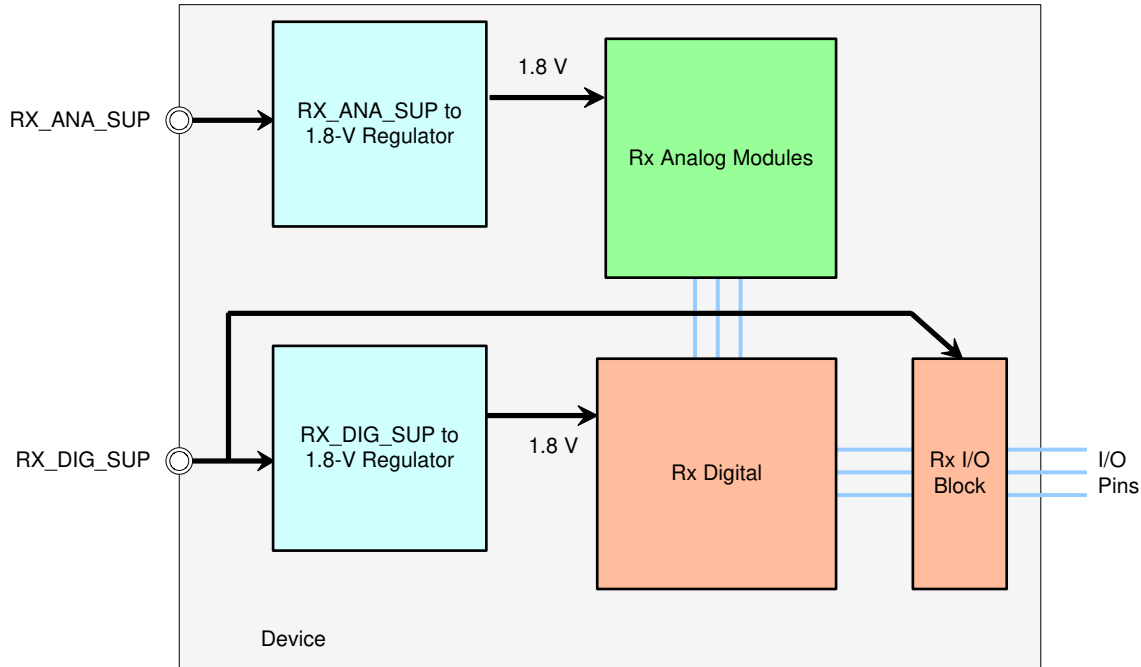 1.8 V
RX_ANA_SUP
RX_ANA_SUP to
1.8-V Regulator
Rx Analog Modules
RX_DIG_SUP
RX_DIG_SUP to
1.8-V Regulator
1.8 V
Rx Digital
Rx I/O
Block
I/O
Pins
Device